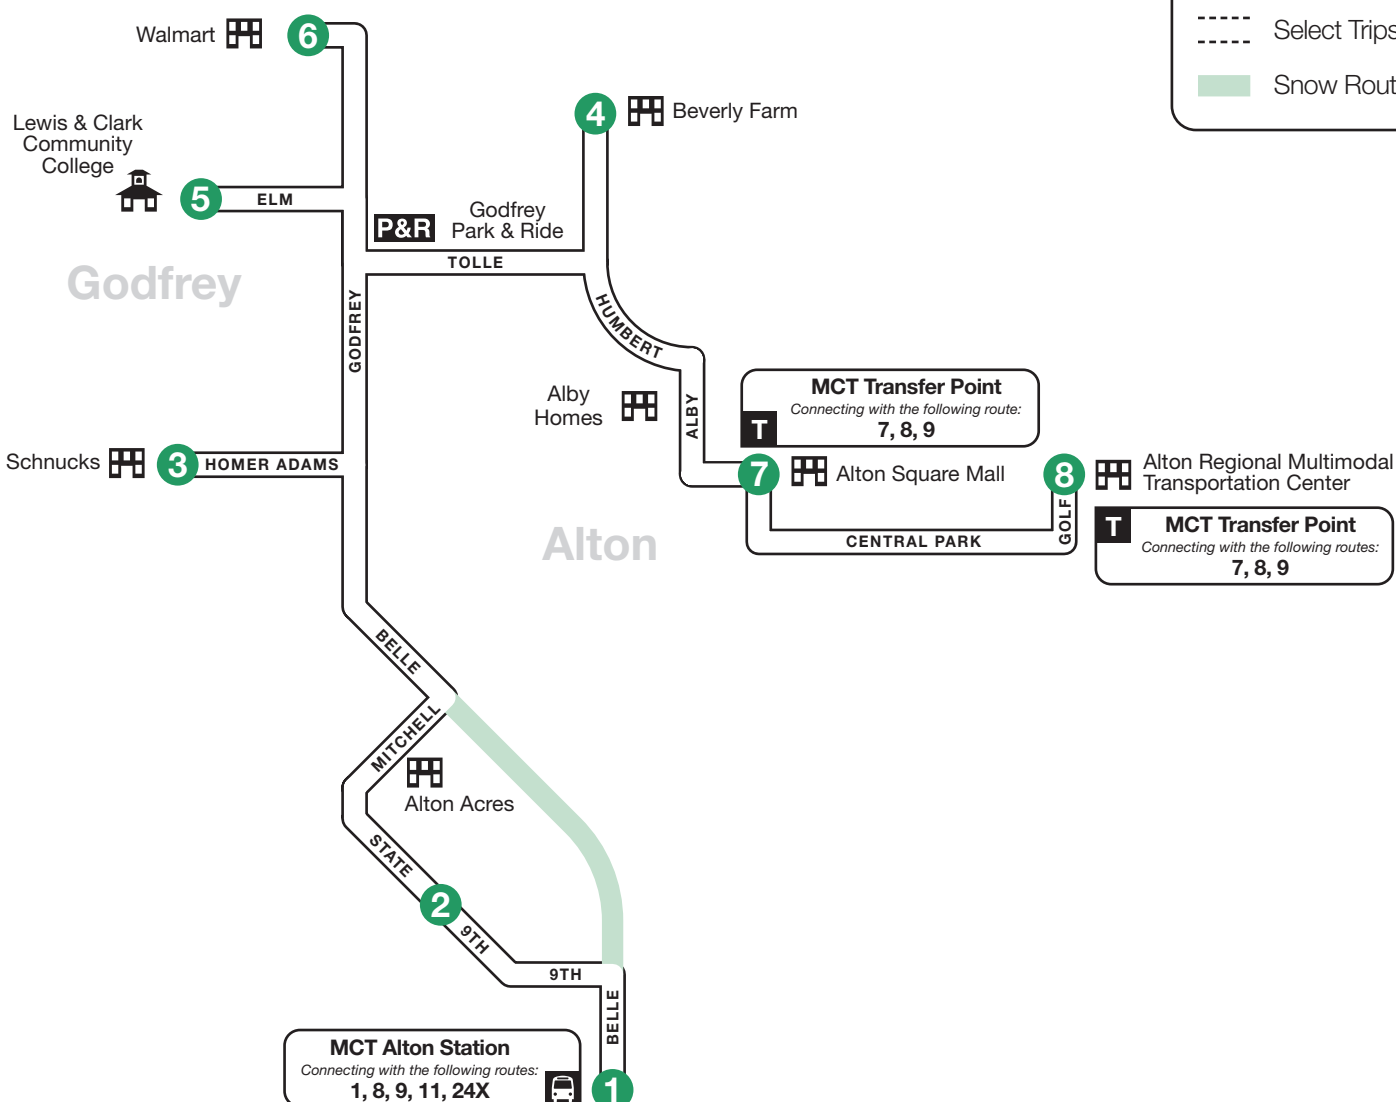 Walmart
6
Select Trips
Snow Rout
Lewis & Clark
Community
College
4
Beverly Farm
5
ELM
P&R
Godfrey
Park & Ride
TOLLE
Godfrey
GODFREY
HUMBERT
Alby
Homes
ALBY
MCT Transfer Point
Connecting with the following route:
7, 8, 9
T
Schnucks
3
HOMER ADAMS
7
Alton Square Mall
8
Alton Regional Multimodal
Transportation Center
GOLF
T
MCT Transfer Point
Connecting with the following routes:
7, 8, 9
Alton
CENTRAL PARK
BELLE
MITCHELL
Alton Acres
STATE
2
9TH
9TH
BELLE
MCT Alton Station
Connecting with the following routes:
1, 8, 9, 11, 24X
1